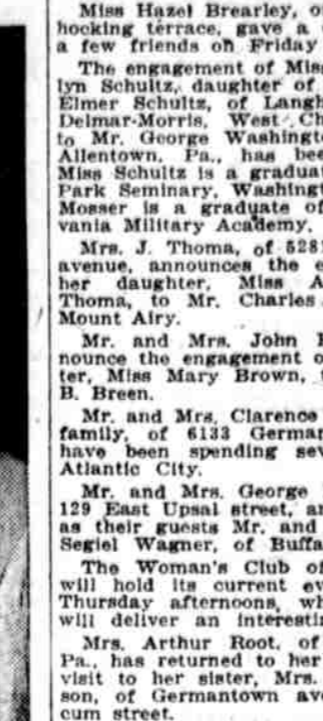 Miss Hazel Brearley, o
hocking terrace, gave a
a few friends on Friday
The engagement of Mis
lyn Schultz, daughter of
Elmer Schultz, of Langh
Delmar-Morris, West Ch
to Mr. George Washingt
Allentown, Pa., has bee
Miss Schultz is a graduat
Park Seminary, Washingt
Mosser is a graduate of
vania Military Academy,
Mrs. J. Thoma, of 528
avenue, announces the e
her daughter, Miss A
Thoma, to Mr. Charles
Mount Airy.
Mr. and Mrs. John
nounce the engagement o
ter, Miss Mary Brown,
B. Breen.
Mr. and Mrs. Clarence
family, of 6133 German
have been spending sev
Atlantic City.
Mr. and Mrs. George
129 East Upsal street, a
as their guests Mr. and
Segiel Wagner, of Buffa
The Woman's Club of
will hold its current ev
Thursday afternoons, wh
will deliver an interesti
Mrs. Arthur Root, of
Pa., has returned to her
visit to her sister, Mrs.
son, of Germantown ave
cum street.